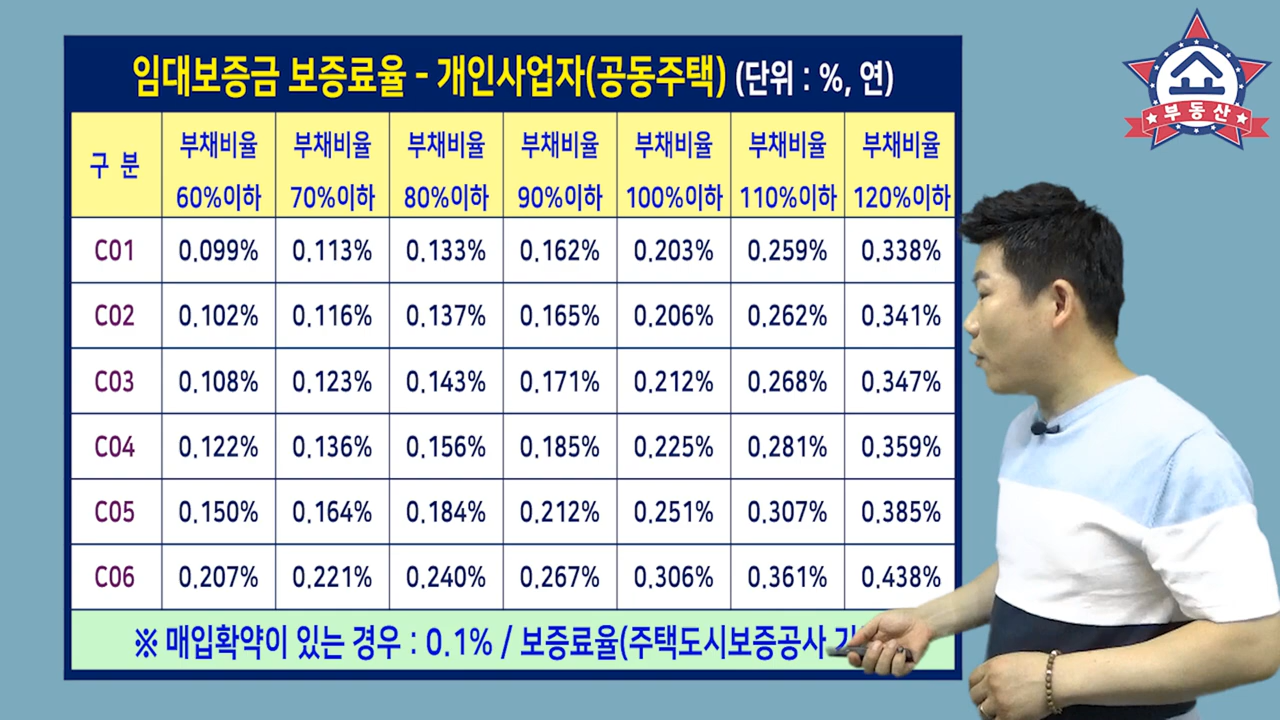 임대보증금 보증료율 - 개인사업자(공동주택) (단위 : %, 연)
부동산
구 분 부채비율 60%이하 부채비율 70%이하 부채비율 80%이하 부채비율 90%이하 부채비율 100%이하 부채비율 110%이하 부채비율 120%이하
C01 0.099% 0.113% 0.133% 0.162% 0.203% 0.259% 0.338%
C02 0.102% 0.116% 0.137% 0.165% 0.206% 0.262% 0.341%
C03 0.108% 0.123% 0.143% 0.171% 0.212% 0.268% 0.347%
C04 0.122% 0.136% 0.156% 0.185% 0.225% 0.281% 0.359%
C05 0.150% 0.164% 0.184% 0.212% 0.251% 0.307% 0.385%
C06 0.207% 0.221% 0.240% 0.267% 0.306% 0.361% 0.438%
※ 매입확약이 있는 경우 : 0.1% / 보증료율(주택도시보증공사